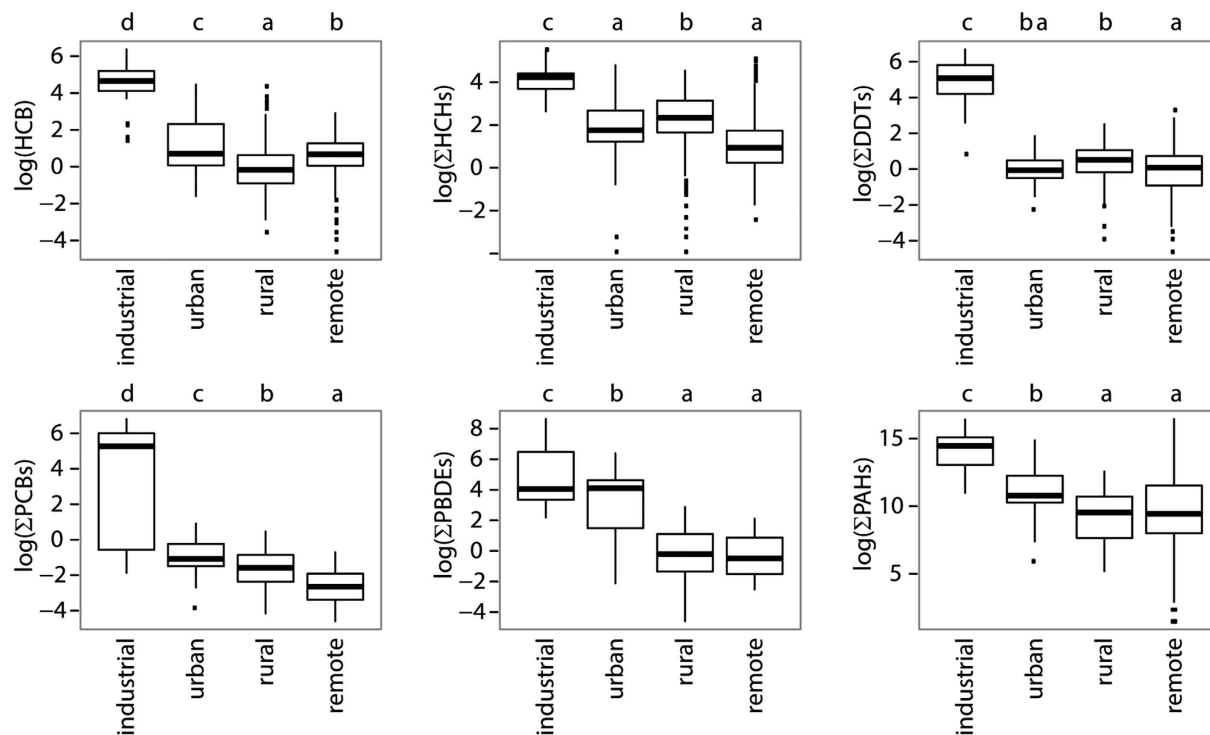 d c a b
log(HCB)
6
4
2
0
−2
−4
industrial
urban
rural
remote
c a b a
log(ΣHCHs)
4
2
0
−2
industrial
urban
rural
remote
c b a b a
log(ΣDDTs)
6
4
2
0
−2
−4
industrial
urban
rural
remote
d c b a
log(ΣPCBs)
6
4
2
0
−2
−4
industrial
urban
rural
remote
c b a a
log(ΣPBDEs)
8
6
4
2
0
−2
−4
industrial
urban
rural
remote
c b a a
log(ΣPAHs)
15
10
5
industrial
urban
rural
remote